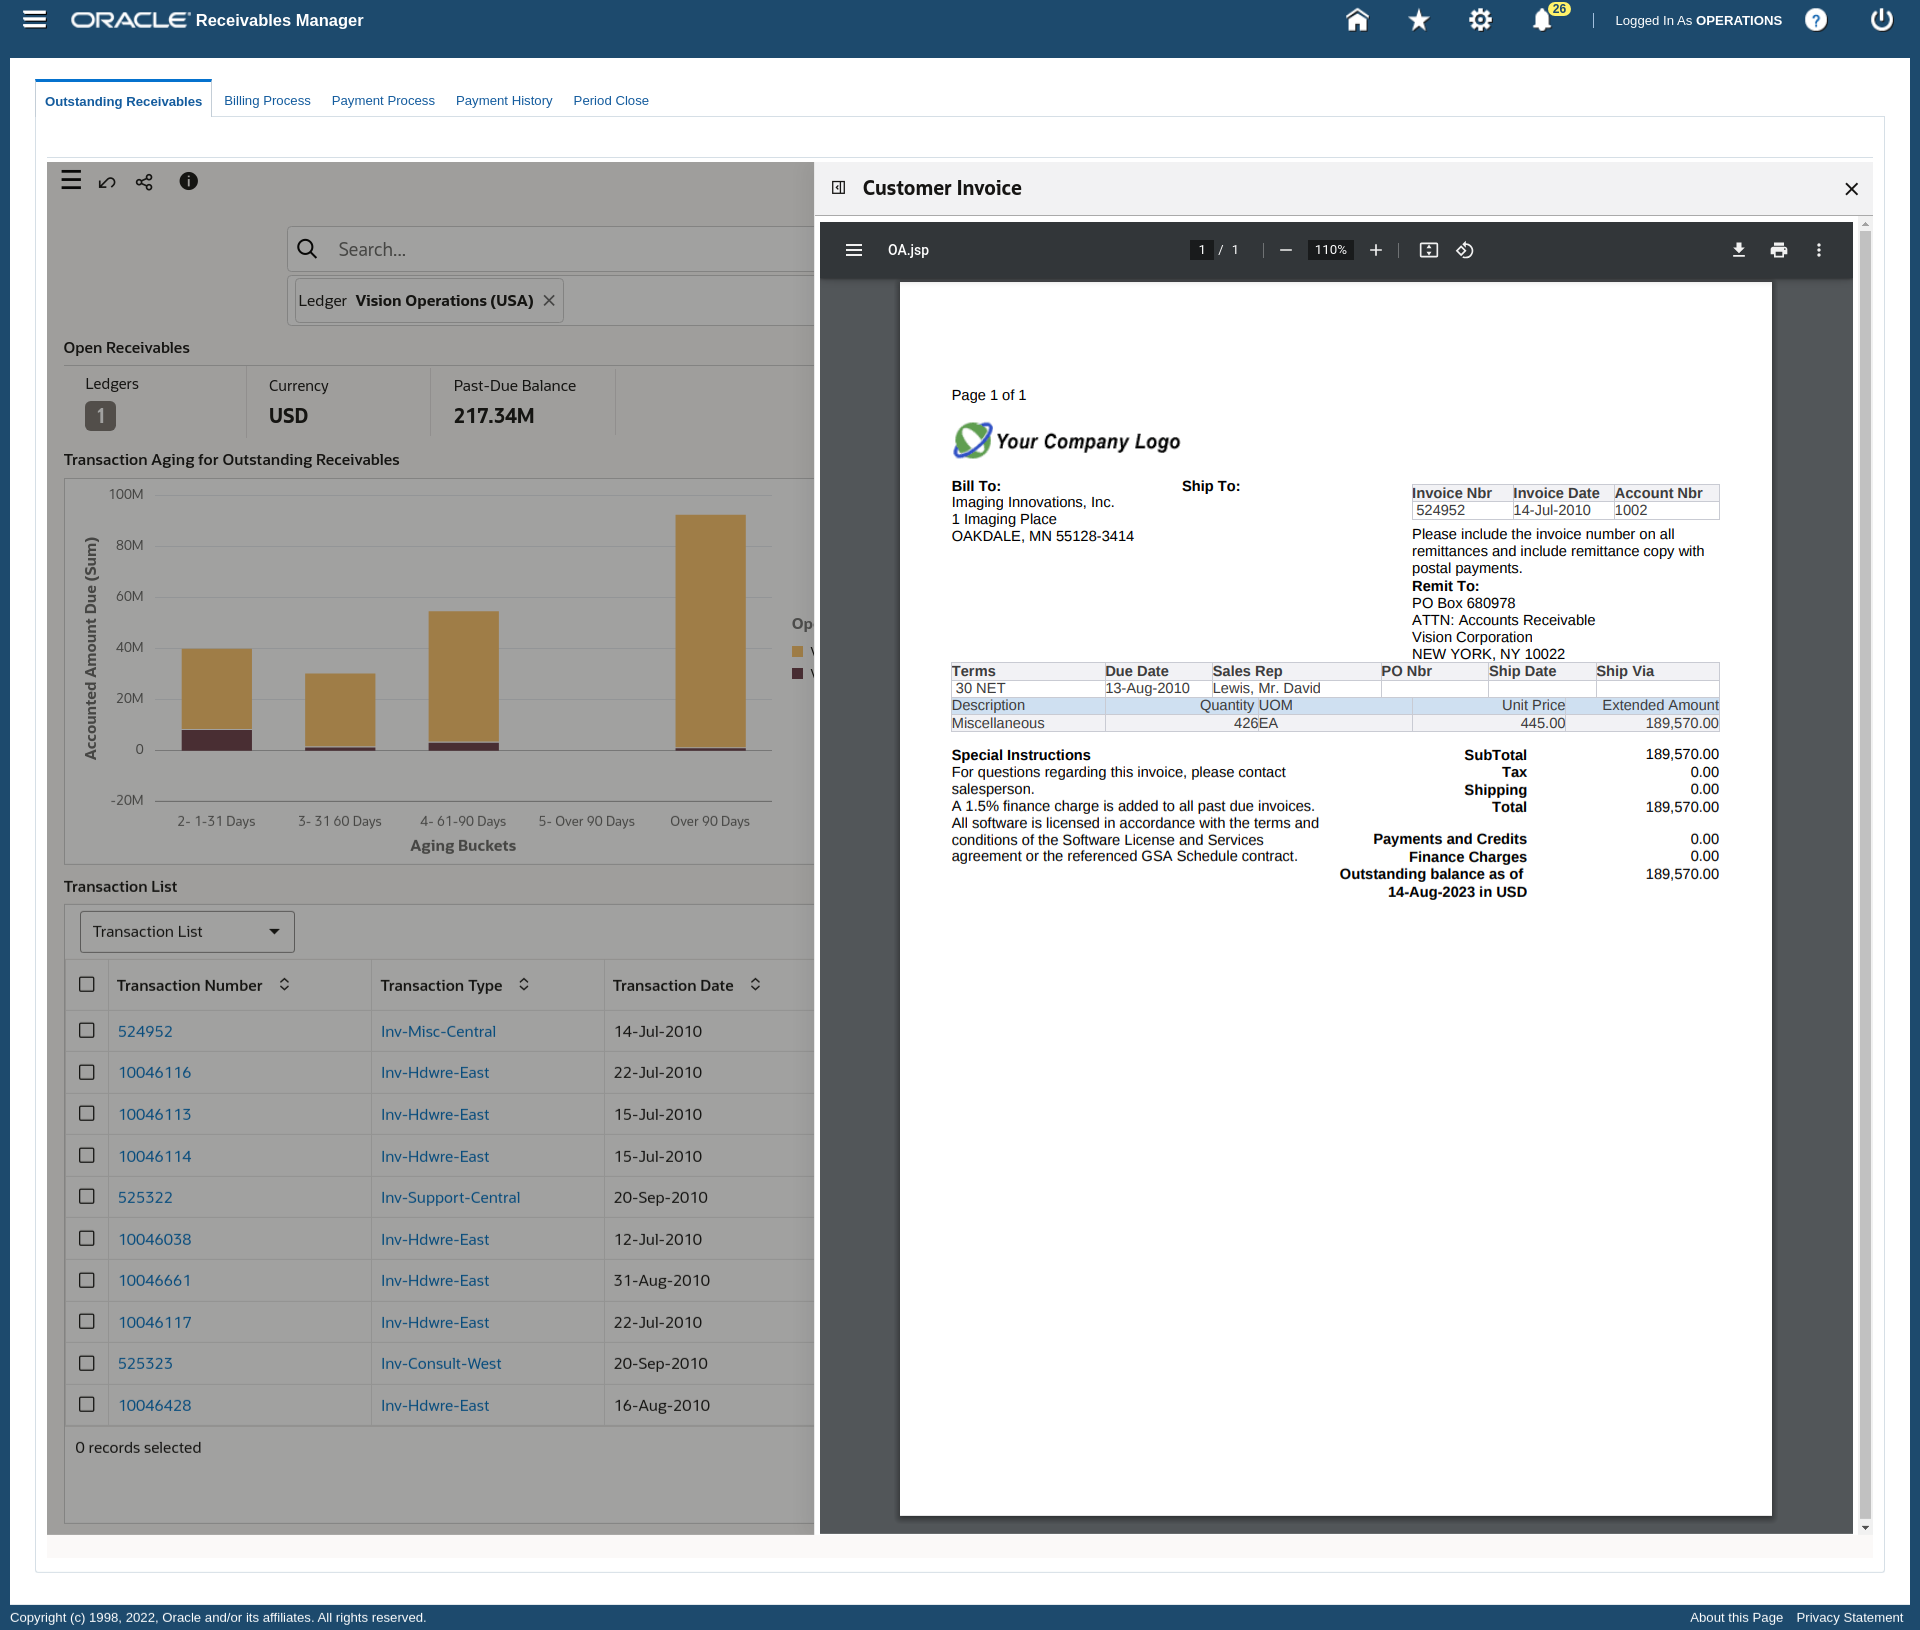 ORACLE Receivables Manager
26
Logged In As OPERATIONS
?
Outstanding Receivables
Billing Process
Payment Process
Payment History
Period Close
Search...
Ledger Vision Operations (USA)
Open Receivables
Ledgers
1
Currency
USD
Past-Due Balance
217.34M
Transaction Aging for Outstanding Receivables
Accounted Amount Due (Sum)
100M
80M
60M
40M
20M
0
-20M
2- 1-31 Days
3- 31 60 Days
4- 61-90 Days
5- Over 90 Days
Over 90 Days
Aging Buckets
Op
Transaction List
Transaction List
Transaction Number Transaction Type Transaction Date
524952 Inv-Misc-Central 14-Jul-2010
10046116 Inv-Hdwre-East 22-Jul-2010
10046113 Inv-Hdwre-East 15-Jul-2010
10046114 Inv-Hdwre-East 15-Jul-2010
525322 Inv-Support-Central 20-Sep-2010
10046038 Inv-Hdwre-East 12-Jul-2010
10046661 Inv-Hdwre-East 31-Aug-2010
10046117 Inv-Hdwre-East 22-Jul-2010
525323 Inv-Consult-West 20-Sep-2010
10046428 Inv-Hdwre-East 16-Aug-2010
0 records selected
Customer Invoice
OA.jsp
1 / 1
110%
Page 1 of 1
Your Company Logo
Bill To:
Imaging Innovations, Inc.
1 Imaging Place
OAKDALE, MN 55128-3414
Ship To:
Invoice Nbr Invoice Date Account Nbr
524952 14-Jul-2010 1002
Please include the invoice number on all
remittances and include remittance copy with
postal payments.
Remit To:
PO Box 680978
ATTN: Accounts Receivable
Vision Corporation
NEW YORK, NY 10022
Terms Due Date Sales Rep PO Nbr Ship Date Ship Via
30 NET 13-Aug-2010 Lewis, Mr. David
Description Quantity UOM Unit Price Extended Amount
Miscellaneous 426 EA 445.00 189,570.00
Special Instructions
For questions regarding this invoice, please contact
salesperson.
A 1.5% finance charge is added to all past due invoices.
All software is licensed in accordance with the terms and
conditions of the Software License and Services
agreement or the referenced GSA Schedule contract.
SubTotal 189,570.00
Tax 0.00
Shipping 0.00
Total 189,570.00
Payments and Credits 0.00
Finance Charges 0.00
Outstanding balance as of 189,570.00
14-Aug-2023 in USD
Copyright (c) 1998, 2022, Oracle and/or its affiliates. All rights reserved.
About this Page
Privacy Statement